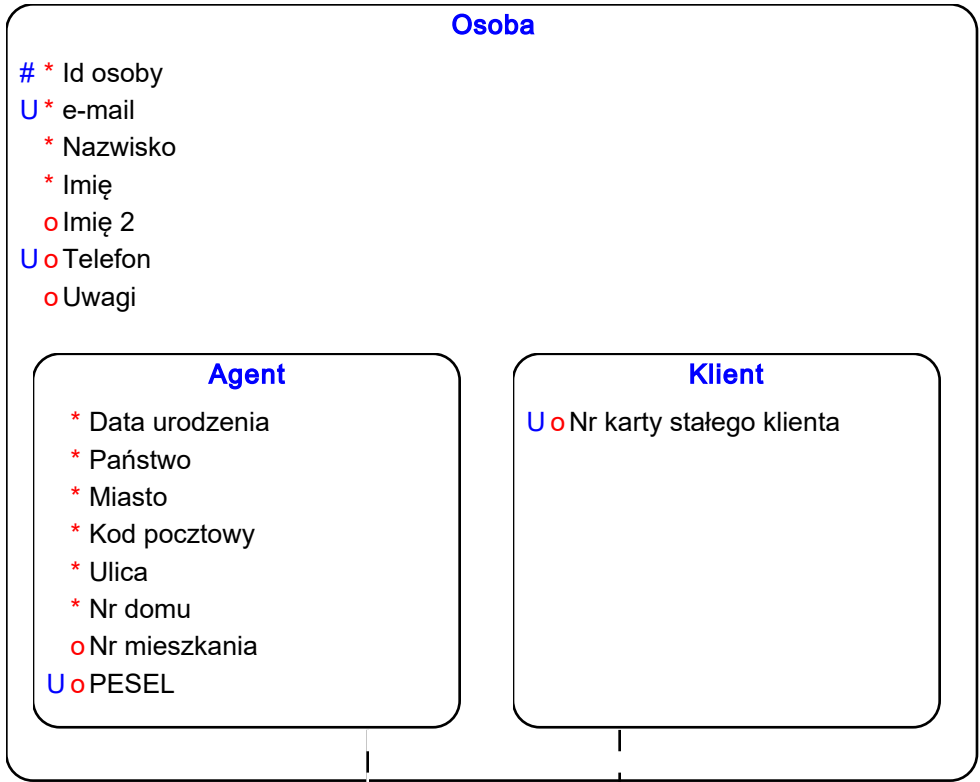 Osoba
# * Id osoby
U * e-mail
* Nazwisko
* Imię
o Imię 2
U o Telefon
o Uwagi
Agent
* Data urodzenia
* Państwo
* Miasto
* Kod pocztowy
* Ulica
* Nr domu
o Nr mieszkania
U o PESEL
Klient
U o Nr karty stałego klienta